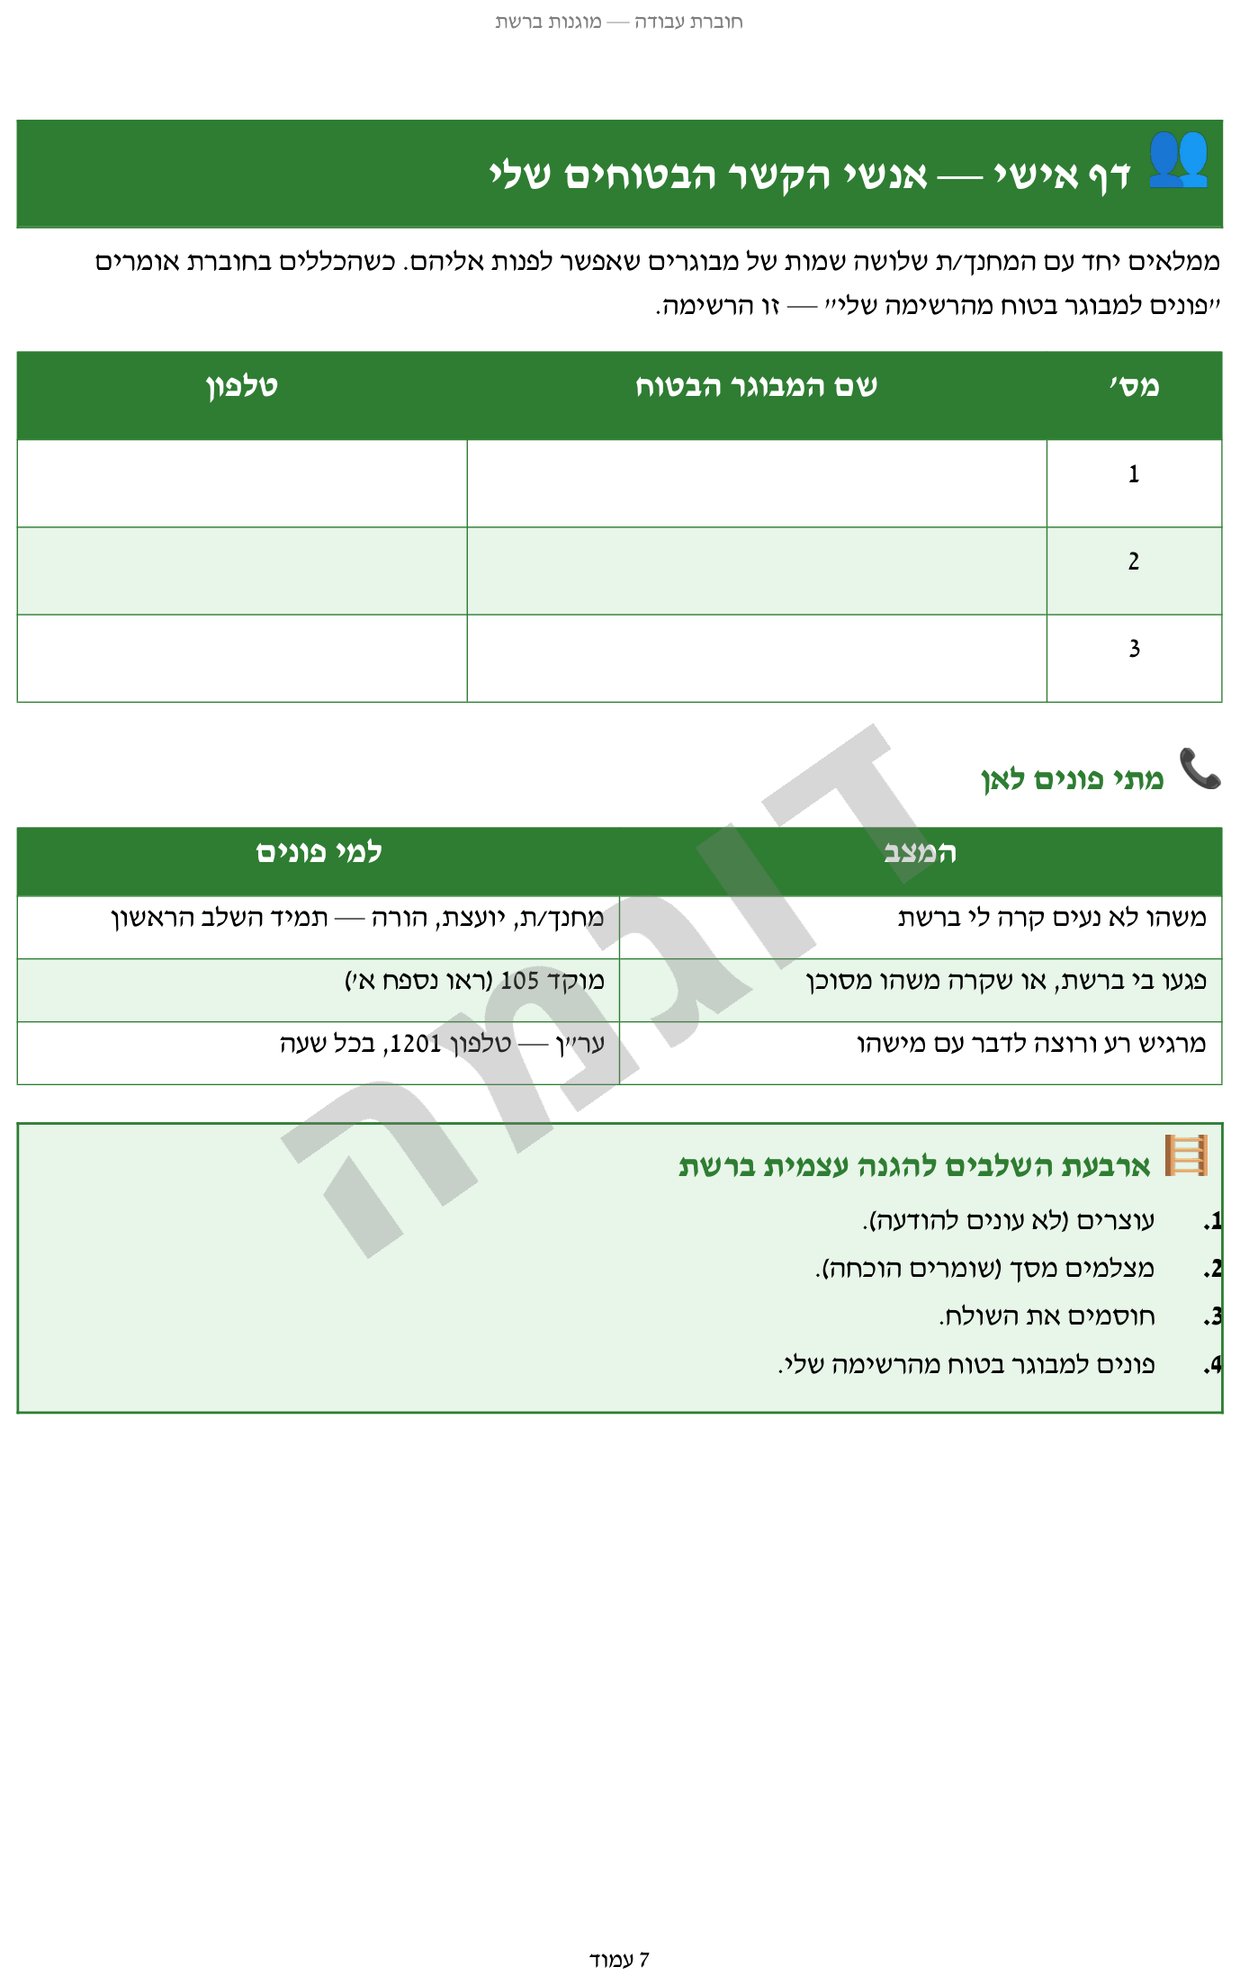 חוברת עבודה — מוגנות ברשת
דף אישי — אנשי הקשר הבטוחים שלי
ממלאים יחד עם המחנך/ת שלושה שמות של מבוגרים שאפשר לפנות אליהם. כשהכללים בחוברת אומרים
"פונים למבוגר בטוח מהרשימה שלי" — זו הרשימה.
מס' שם המבוגר הבטוח טלפון
1
2
3
מתי פונים לאן
המצב למי פונים
משהו לא נעים קרה לי ברשת מחנך/ת, יועצת, הורה — תמיד השלב הראשון
פגעו בי ברשת, או שקרה משהו מסוכן מוקד 105 (ראו נספח א')
מרגיש רע ורוצה לדבר עם מישהו ער"ן — טלפון 1201, בכל שעה
דוגמה
ארבעת השלבים להגנה עצמית ברשת
1. עוצרים (לא עונים להודעה).
2. מצלמים מסך (שומרים הוכחה).
3. חוסמים את השולח.
4. פונים למבוגר בטוח מהרשימה שלי.
7 עמוד